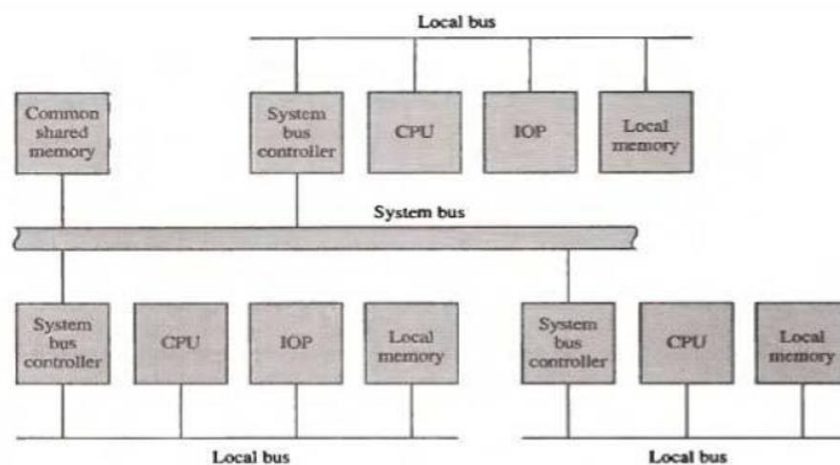 Local bus
Common
shared
memory
System
bus
controller
CPU
IOP
Local
memory
System bus
System
bus
controller
CPU
IOP
Local
memory
System
bus
controller
CPU
Local
memory
Local bus
Local bus